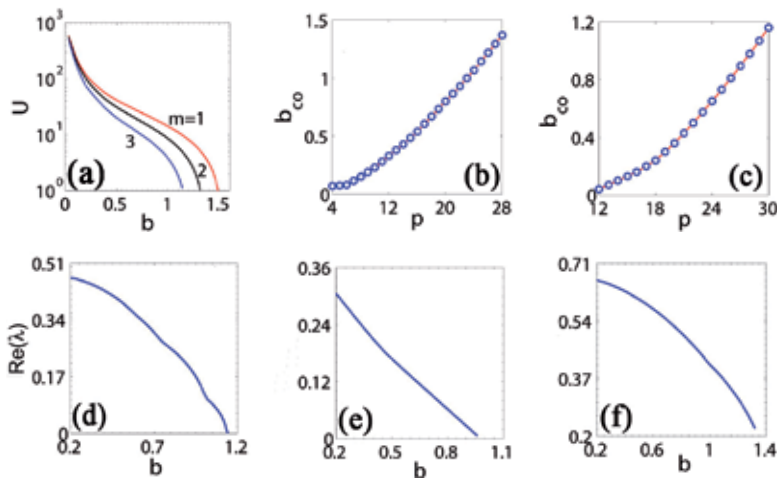 10³
10²
10¹
10⁰
U
m=1
2
3
(a)
0 0.5 1 1.5
b
1.5
1
0.5
0
b_co
(b)
4 12 20 28
p
1.2
0.8
0.4
0
b_co
(c)
12 18 24 30
p
0.51
0.34
0.17
0
Re(λ)
(d)
0.2 0.7 1.2
b
0.36
0.24
0.12
0
(e)
0.2 0.5 0.8 1.1
b
0.71
0.54
0.37
0.2
(f)
0.2 0.6 1 1.4
b